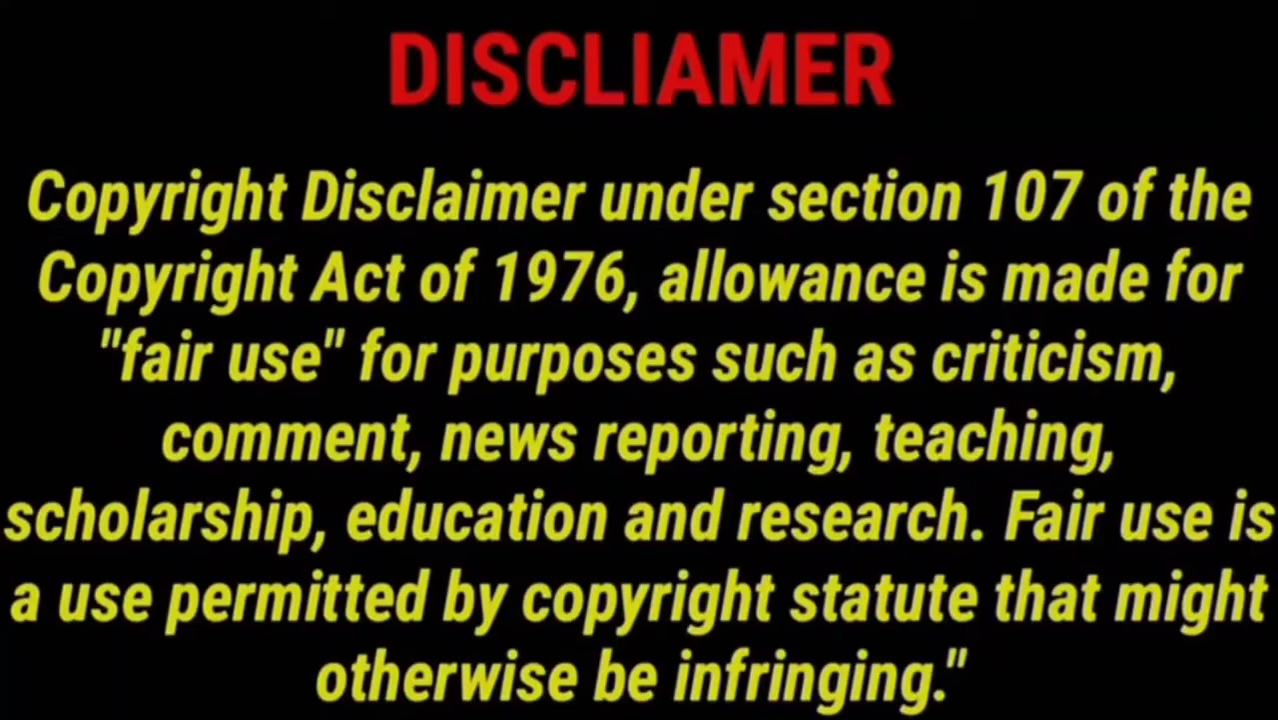 DISCLIAMER
Copyright Disclaimer under section 107 of the
Copyright Act of 1976, allowance is made for
"fair use" for purposes such as criticism,
comment, news reporting, teaching,
scholarship, education and research. Fair use is
a use permitted by copyright statute that might
otherwise be infringing."